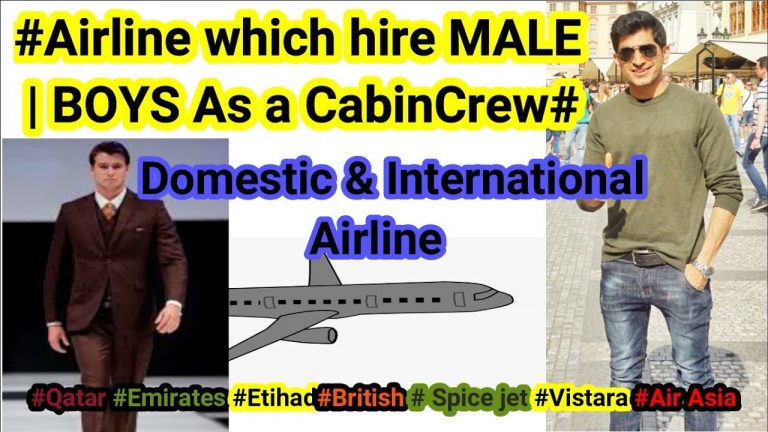 #Airline which hire MALE
| BOYS As a CabinCrew#
Domestic & International
Airline
#Qatar #Emirates #Etihad #British # Spice jet #Vistara #Air Asia